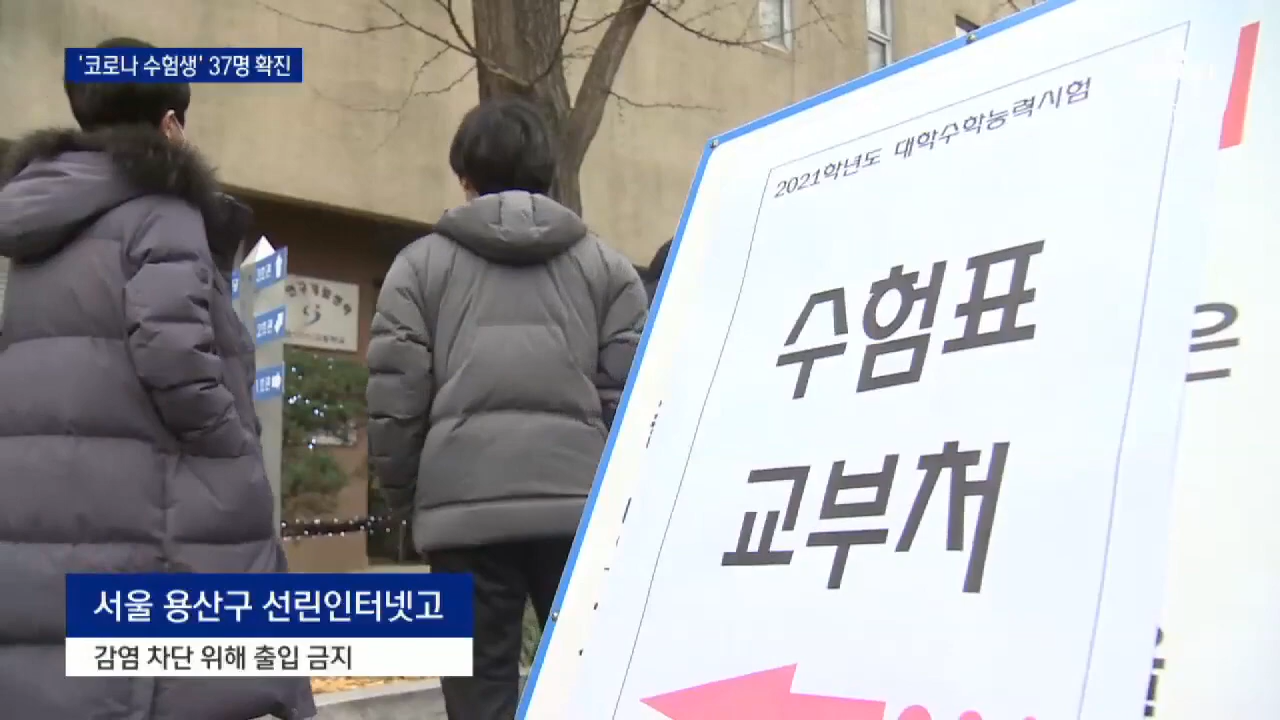 '코로나 수험생' 37명 확진
2021학년도 대학수학능력시험
수험표
교부처
은
서울 용산구 선린인터넷고
감염 차단 위해 출입 금지